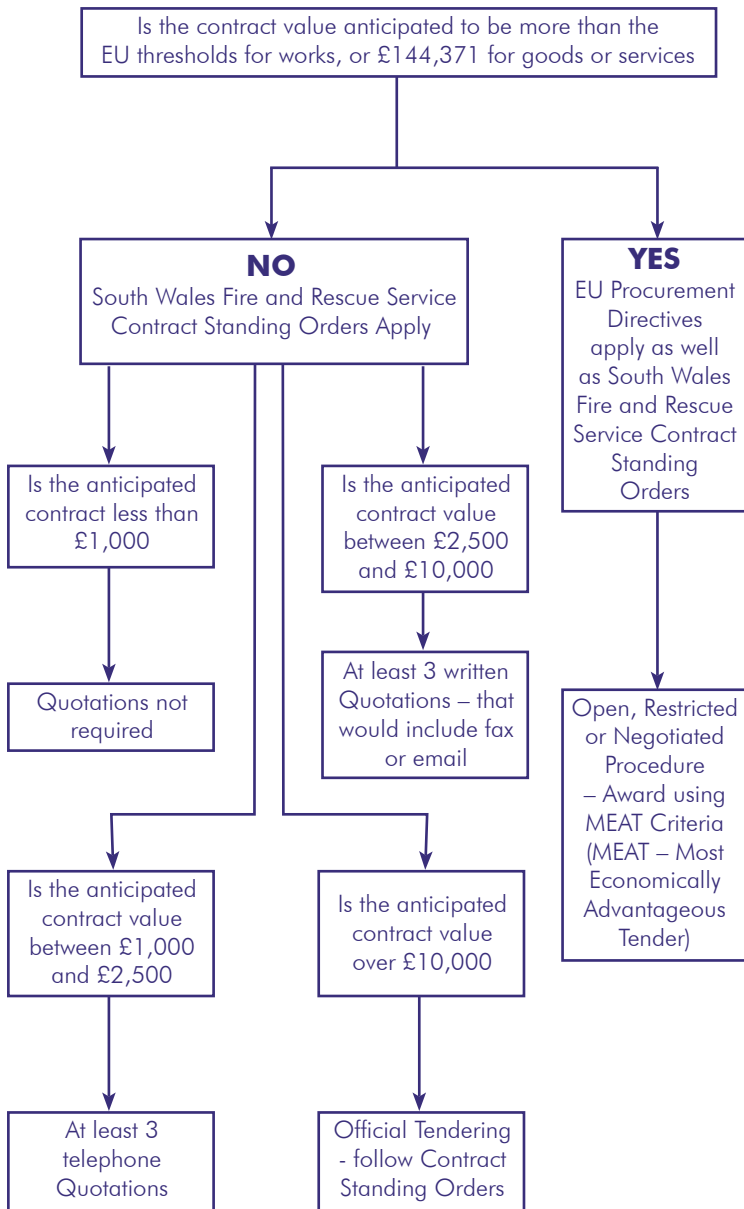 Is the contract value anticipated to be more than the
EU thresholds for works, or £144,371 for goods or services
NO
South Wales Fire and Rescue Service
Contract Standing Orders Apply
YES
EU Procurement
Directives
apply as well
as South Wales
Fire and Rescue
Service Contract
Standing
Orders
Is the anticipated
contract less than
£1,000
Is the anticipated
contract value
between £2,500
and £10,000
Quotations not
required
At least 3 written
Quotations – that
would include fax
or email
Open, Restricted
or Negotiated
Procedure
– Award using
MEAT Criteria
(MEAT – Most
Economically
Advantageous
Tender)
Is the anticipated
contract value
between £1,000
and £2,500
Is the anticipated
contract value
over £10,000
At least 3
telephone
Quotations
Official Tendering
- follow Contract
Standing Orders